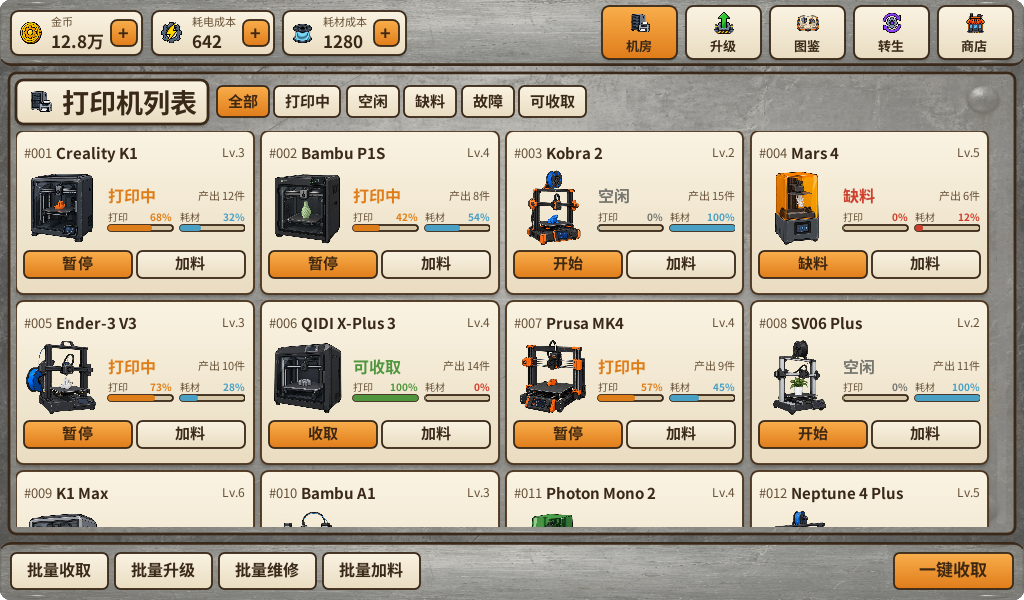 金币
12.8万 +
耗电成本
642 +
耗材成本
1280 +
机房
升级
图鉴
转生
商店
打印机列表
全部
打印中
空闲
缺料
故障
可收取
#001 Creality K1 Lv.3
打印中 产出 12件
打印 68% 耗材 32%
暂停 加料
#002 Bambu P1S Lv.4
打印中 产出 8件
打印 42% 耗材 54%
暂停 加料
#003 Kobra 2 Lv.2
空闲 产出 15件
打印 0% 耗材 100%
开始 加料
#004 Mars 4 Lv.5
缺料 产出 6件
打印 0% 耗材 12%
缺料 加料
#005 Ender-3 V3 Lv.3
打印中 产出 10件
打印 73% 耗材 28%
暂停 加料
#006 QIDI X-Plus 3 Lv.4
可收取 产出 14件
打印 100% 耗材 0%
收取 加料
#007 Prusa MK4 Lv.4
打印中 产出 9件
打印 57% 耗材 45%
暂停 加料
#008 SV06 Plus Lv.2
空闲 产出 11件
打印 0% 耗材 100%
开始 加料
#009 K1 Max Lv.6
#010 Bambu A1 Lv.3
#011 Photon Mono 2 Lv.4
#012 Neptune 4 Plus Lv.5
批量收取
批量升级
批量维修
批量加料
一键收取